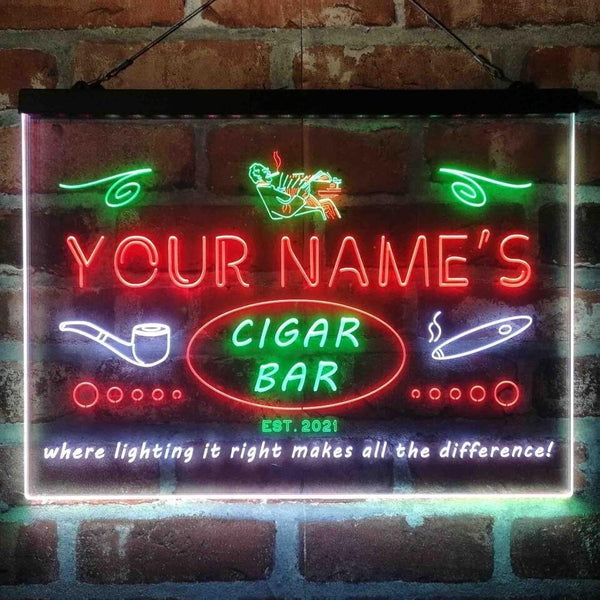 YOUR NAME'S
CIGAR
BAR
EST. 2021
where lighting it right makes all the difference!